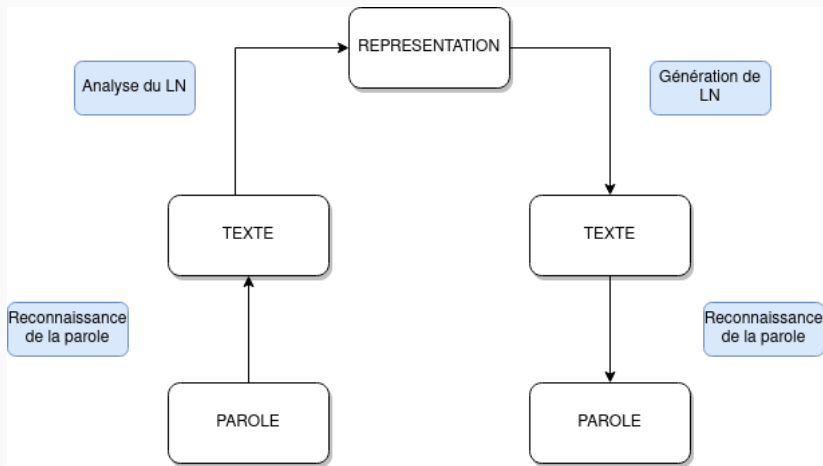 REPRESENTATION
Analyse du LN
Génération de
LN
TEXTE
TEXTE
Reconnaissance
de la parole
Reconnaissance
de la parole
PAROLE
PAROLE